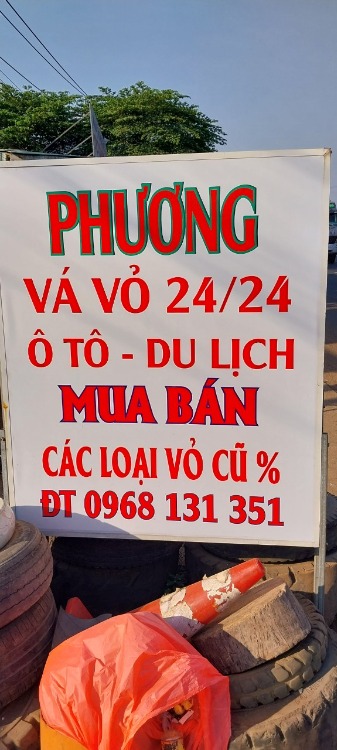 PHƯƠNG
VÁ VỎ 24/24
Ô TÔ - DU LỊCH
MUA BÁN
CÁC LOẠI VỎ CŨ %
ĐT 0968 131 351